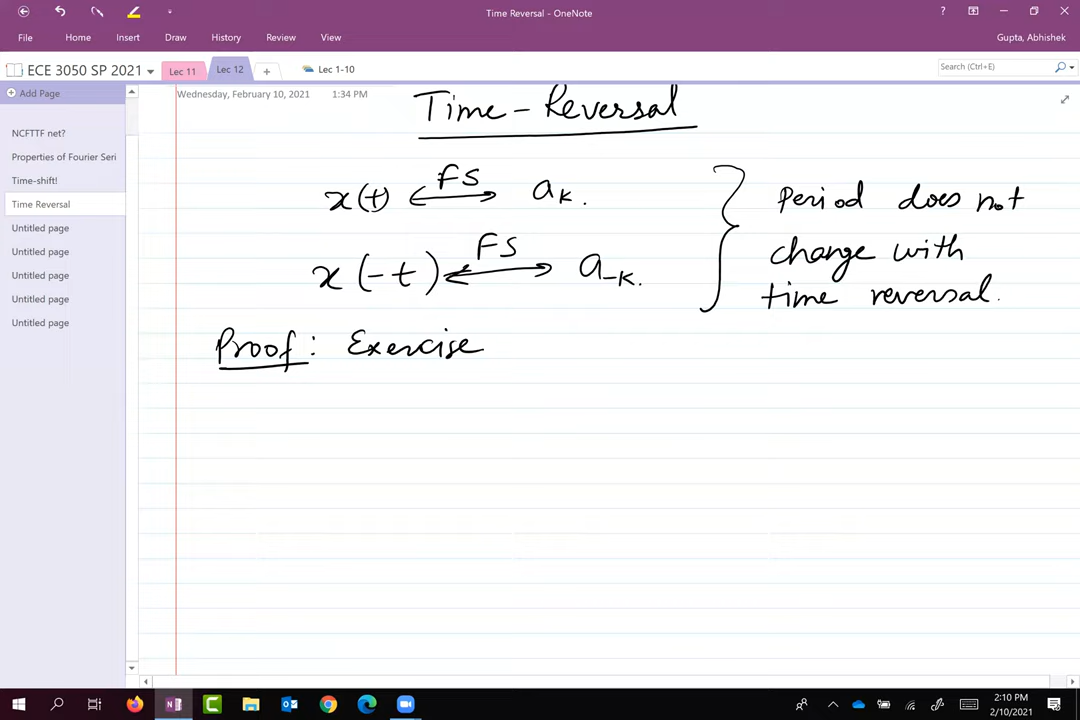 Time Reversal - OneNote
Gupta, Abhishek
File Home Insert Draw History Review View
ECE 3050 SP 2021
Lec 11
Lec 12
Lec 1-10
Search (Ctrl+E)
Add Page
NCFTTF net?
Properties of Fourier Seri
Time-shift!
Time Reversal
Untitled page
Untitled page
Untitled page
Untitled page
Untitled page
Wednesday, February 10, 2021 1:34 PM
Time - Reversal
x(t) ⟷ FS a_k.
x(-t) ⟷ FS a_-k.
Period does not
change with
time reversal.
Proof: Exercise
2:10 PM
2/10/2021